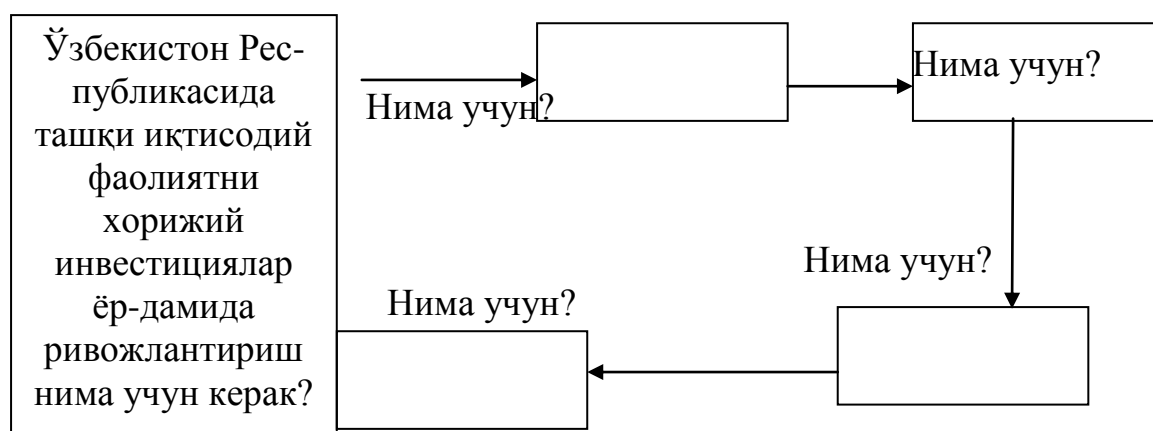 Ўзбекистон Рес-
публикасида
ташқи иқтисодий
фаолиятни
хорижий
инвестициялар
ёр-дамида
ривожлантириш
нима учун керак?
Нима учун?
Нима учун?
Нима учун?
Нима учун?